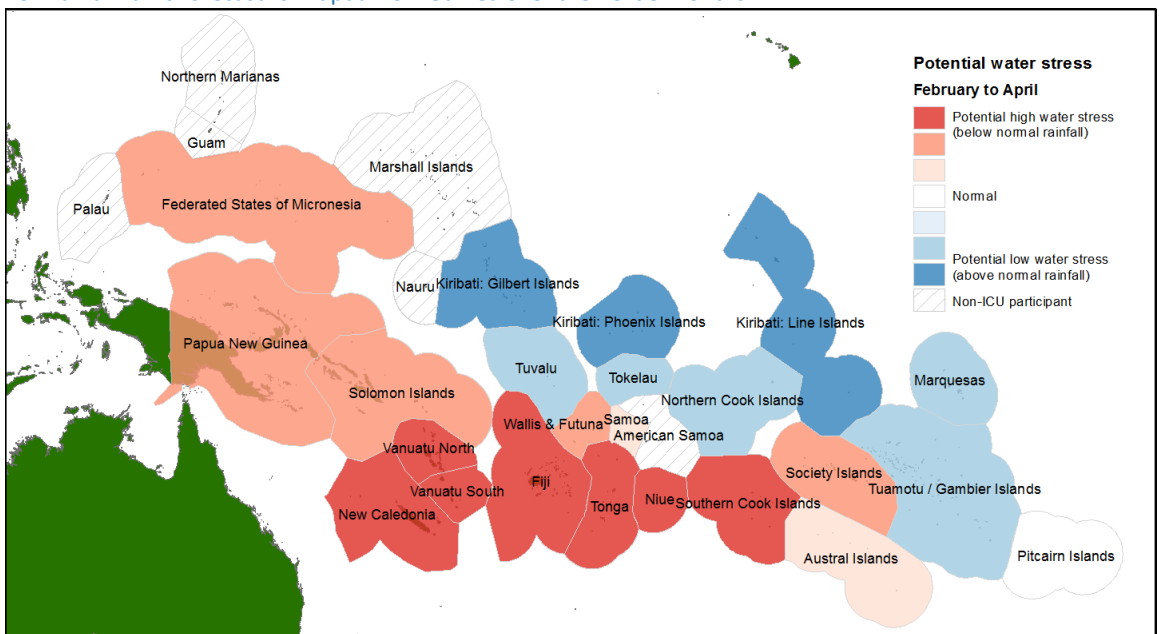 Northern Marianas
Guam
Palau
Federated States of Micronesia
Marshall Islands
Nauru
Kiribati: Gilbert Islands
Kiribati: Phoenix Islands
Kiribati: Line Islands
Papua New Guinea
Solomon Islands
Tuvalu
Tokelau
Northern Cook Islands
Marquesas
Wallis & Futuna
Samoa
American Samoa
Vanuatu North
Vanuatu South
New Caledonia
Fiji
Tonga
Niue
Southern Cook Islands
Society Islands
Tuamotu / Gambier Islands
Austral Islands
Pitcairn Islands
Potential water stress
February to April
Potential high water stress
(below normal rainfall)
Normal
Potential low water stress
(above normal rainfall)
Non-ICU participant